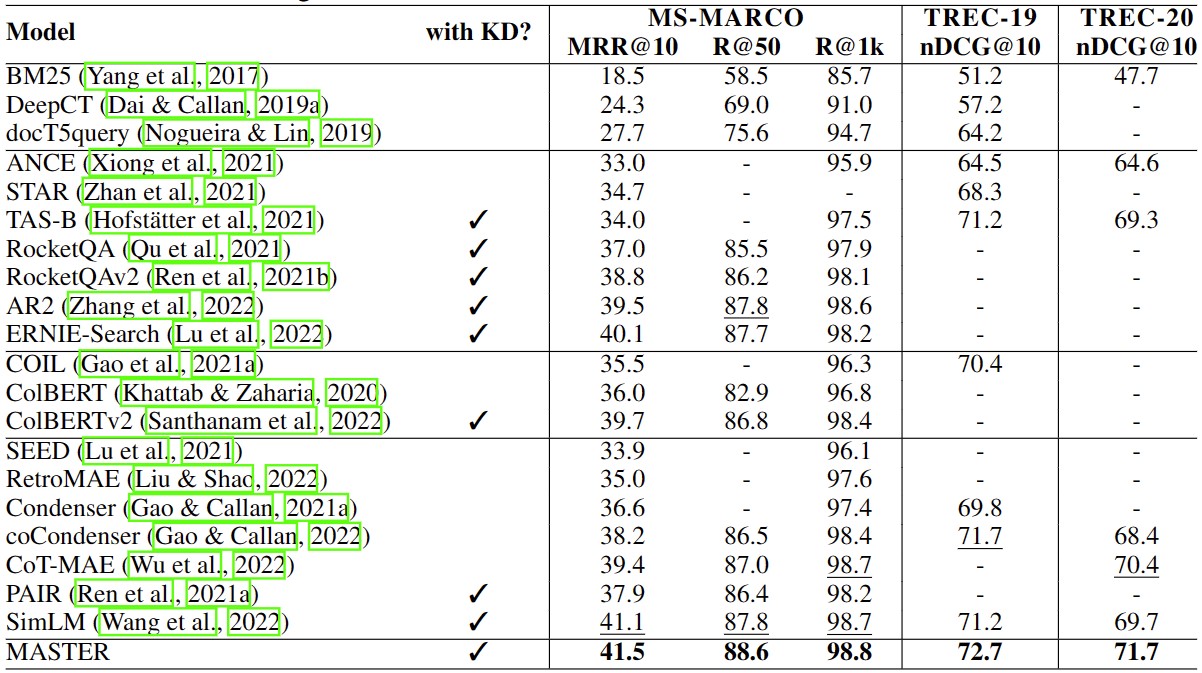 Model with KD? MS-MARCO TREC-19 TREC-20
MRR@10 R@50 R@1k nDCG@10 nDCG@10
BM25 (Yang et al., 2017) 18.5 58.5 85.7 51.2 47.7
DeepCT (Dai & Callan, 2019a) 24.3 69.0 91.0 57.2 -
docT5query (Nogueira & Lin, 2019) 27.7 75.6 94.7 64.2 -
ANCE (Xiong et al., 2021) 33.0 - 95.9 64.5 64.6
STAR (Zhan et al., 2021) 34.7 - - 68.3 -
TAS-B (Hofstätter et al., 2021) ✓ 34.0 - 97.5 71.2 69.3
RocketQA (Qu et al., 2021) ✓ 37.0 85.5 97.9 - -
RocketQAv2 (Ren et al., 2021b) ✓ 38.8 86.2 98.1 - -
AR2 (Zhang et al., 2022) ✓ 39.5 87.8 98.6 - -
ERNIE-Search (Lu et al., 2022) ✓ 40.1 87.7 98.2 - -
COIL (Gao et al., 2021a) 35.5 - 96.3 70.4 -
ColBERT (Khattab & Zaharia, 2020) 36.0 82.9 96.8 - -
ColBERTv2 (Santhanam et al., 2022) ✓ 39.7 86.8 98.4 - -
SEED (Lu et al., 2021) 33.9 - 96.1 - -
RetroMAE (Liu & Shao, 2022) 35.0 - 97.6 - -
Condenser (Gao & Callan, 2021a) 36.6 - 97.4 69.8 -
coCondenser (Gao & Callan, 2022) 38.2 86.5 98.4 71.7 68.4
CoT-MAE (Wu et al., 2022) 39.4 87.0 98.7 - 70.4
PAIR (Ren et al., 2021a) ✓ 37.9 86.4 98.2 - -
SimLM (Wang et al., 2022) ✓ 41.1 87.8 98.7 71.2 69.7
MASTER ✓ 41.5 88.6 98.8 72.7 71.7